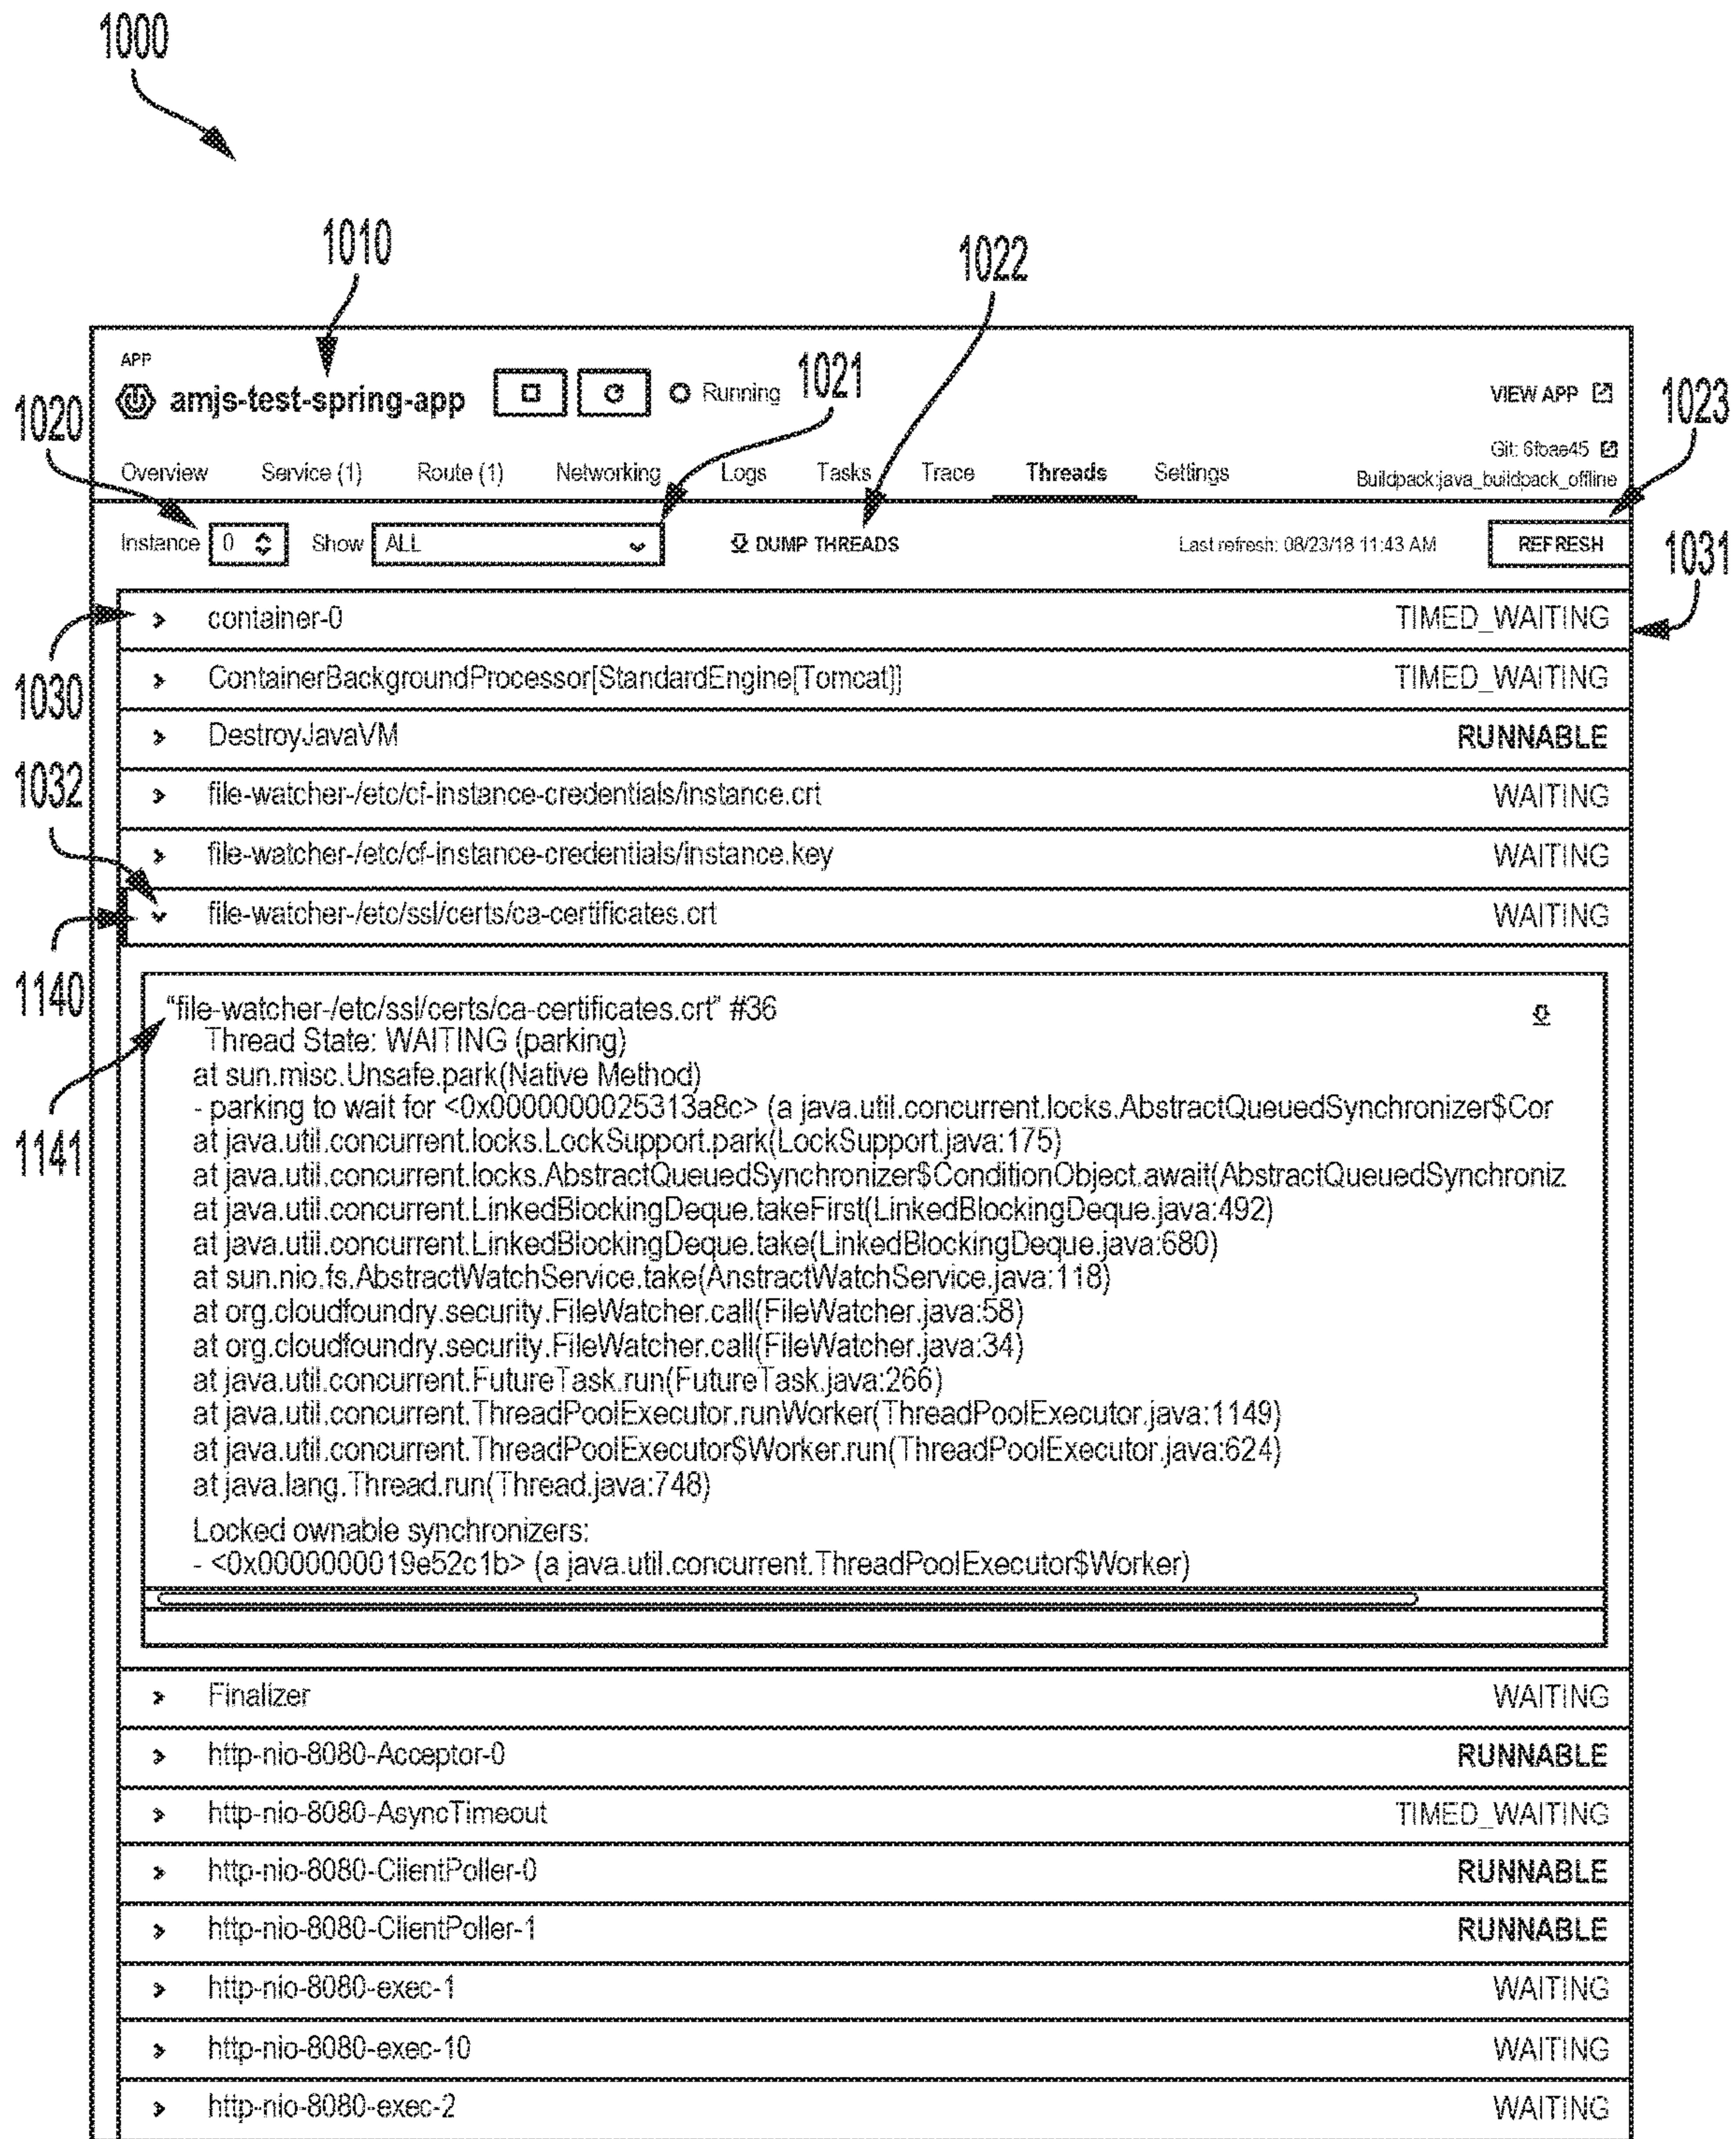 1000
1010
1022
APP
amjs-test-spring-app
Running
1021
VIEW APP
1023
1020
Git: 6fbae45
Overview Service (1) Route (1) Networking Logs Tasks Trace Threads Settings
Buildpack:java_buildpack_offline
Instance 0 Show ALL DUMP THREADS Last refresh: 08/23/18 11:43 AM REFRESH
1031
container-0 TIMED_WAITING
1030
ContainerBackgroundProcessor[StandardEngine[Tomcat]] TIMED_WAITING
DestroyJavaVM RUNNABLE
1032
file-watcher-/etc/cf-instance-credentials/instance.crt WAITING
file-watcher-/etc/cf-instance-credentials/instance.key WAITING
file-watcher-/etc/ssl/certs/ca-certificates.crt WAITING
1140
"file-watcher-/etc/ssl/certs/ca-certificates.crt" #36
Thread State: WAITING (parking)
at sun.misc.Unsafe.park(Native Method)
- parking to wait for <0x0000000025313a8c> (a java.util.concurrent.locks.AbstractQueuedSynchronizer$Cor
1141
at java.util.concurrent.locks.LockSupport.park(LockSupport.java:175)
at java.util.concurrent.locks.AbstractQueuedSynchronizer$ConditionObject.await(AbstractQueuedSynchroniz
at java.util.concurrent.LinkedBlockingDeque.takeFirst(LinkedBlockingDeque.java:492)
at java.util.concurrent.LinkedBlockingDeque.take(LinkedBlockingDeque.java:680)
at sun.nio.fs.AbstractWatchService.take(AnstractWatchService.java:118)
at org.cloudfoundry.security.FileWatcher.call(FileWatcher.java:58)
at org.cloudfoundry.security.FileWatcher.call(FileWatcher.java:34)
at java.util.concurrent.FutureTask.run(FutureTask.java:266)
at java.util.concurrent.ThreadPoolExecutor.runWorker(ThreadPoolExecutor.java:1149)
at java.util.concurrent.ThreadPoolExecutor$Worker.run(ThreadPoolExecutor.java:624)
at java.lang.Thread.run(Thread.java:748)
Locked ownable synchronizers:
- <0x0000000019e52c1b> (a java.util.concurrent.ThreadPoolExecutor$Worker)
Finalizer WAITING
http-nio-8080-Acceptor-0 RUNNABLE
http-nio-8080-AsyncTimeout TIMED_WAITING
http-nio-8080-ClientPoller-0 RUNNABLE
http-nio-8080-ClientPoller-1 RUNNABLE
http-nio-8080-exec-1 WAITING
http-nio-8080-exec-10 WAITING
http-nio-8080-exec-2 WAITING